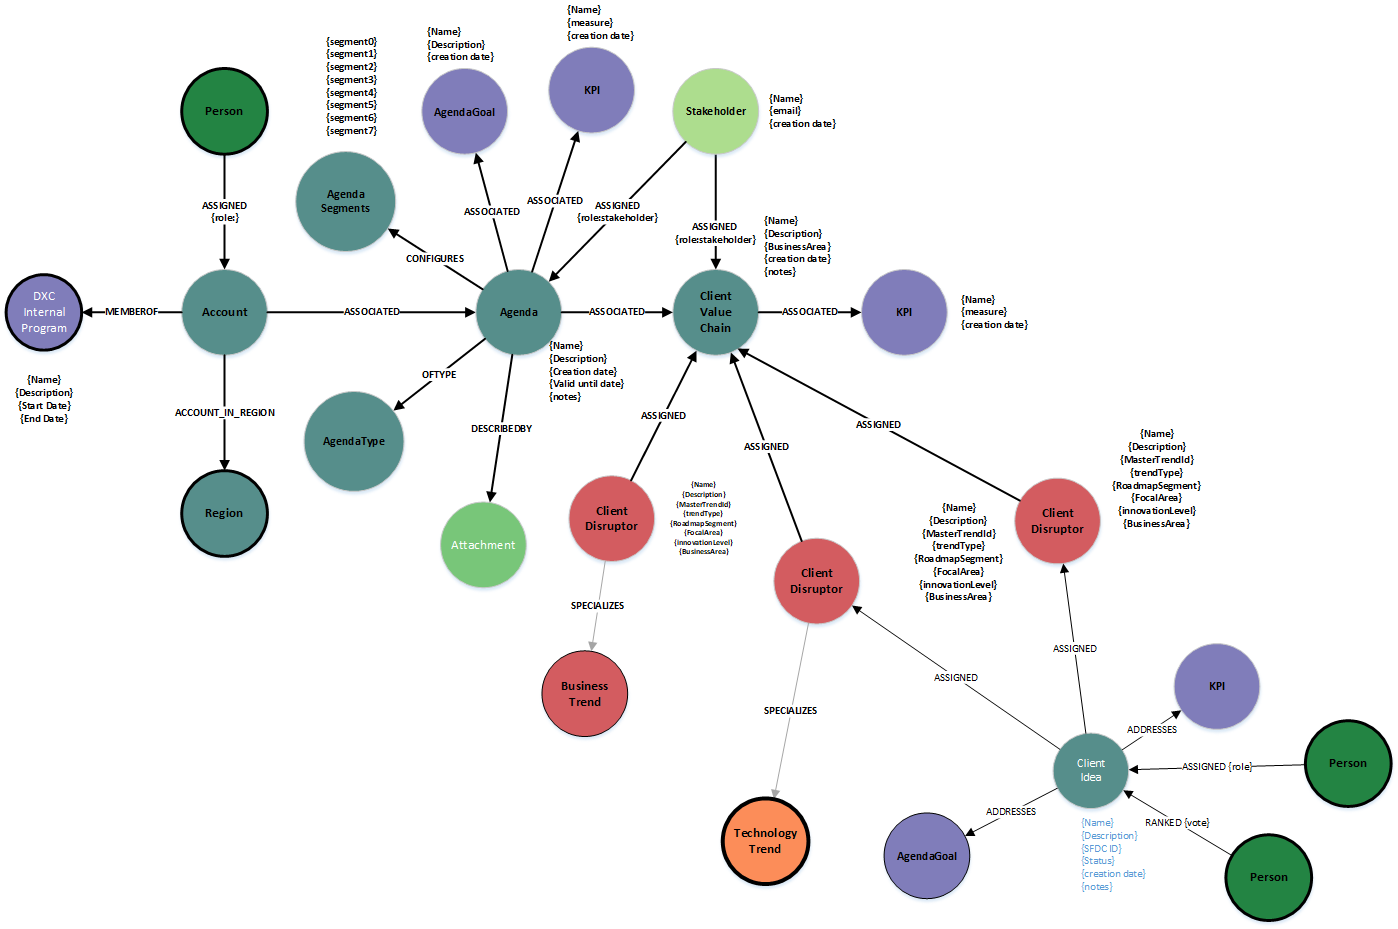 {Name}
{measure}
{creation date}
{Name}
{Description}
{creation date}
{segment0}
{segment1}
{segment2}
{segment3}
{segment4}
{segment5}
{segment6}
{segment7}
Person
AgendaGoal
KPI
Stakeholder
{Name}
{email}
{creation date}
Agenda
Segments
ASSIGNED
{role:}
ASSOCIATED
ASSOCIATED
ASSIGNED
{role:stakeholder}
ASSIGNED
{role:stakeholder}
{Name}
{Description}
{BusinessArea}
{creation date}
{notes}
CONFIGURES
DXC
Internal
Program
MEMBEROF
Account
ASSOCIATED
Agenda
ASSOCIATED
Client
Value
Chain
ASSOCIATED
KPI
{Name}
{measure}
{creation date}
{Name}
{Description}
{Creation date}
{Valid until date}
{notes}
{Name}
{Description}
{Start Date}
{End Date}
OFTYPE
ACCOUNT_IN_REGION
DESCRIBEDBY
ASSIGNED
ASSIGNED
ASSIGNED
AgendaType
Region
Attachment
Client
Disruptor
{Name}
{Description}
{MasterTrendId}
{trendType}
{RoadmapSegment}
{FocalArea}
{innovationLevel}
{BusinessArea}
Client
Disruptor
{Name}
{Description}
{MasterTrendId}
{trendType}
{RoadmapSegment}
{FocalArea}
{innovationLevel}
{BusinessArea}
Client
Disruptor
{Name}
{Description}
{MasterTrendId}
{trendType}
{RoadmapSegment}
{FocalArea}
{innovationLevel}
{BusinessArea}
SPECIALIZES
Business
Trend
SPECIALIZES
Technology
Trend
ASSIGNED
ASSIGNED
KPI
ADDRESSES
Client
Idea
ASSIGNED {role}
Person
ADDRESSES
RANKED {vote}
Person
AgendaGoal
{Name}
{Description}
{SFDC ID}
{Status}
{creation date}
{notes}